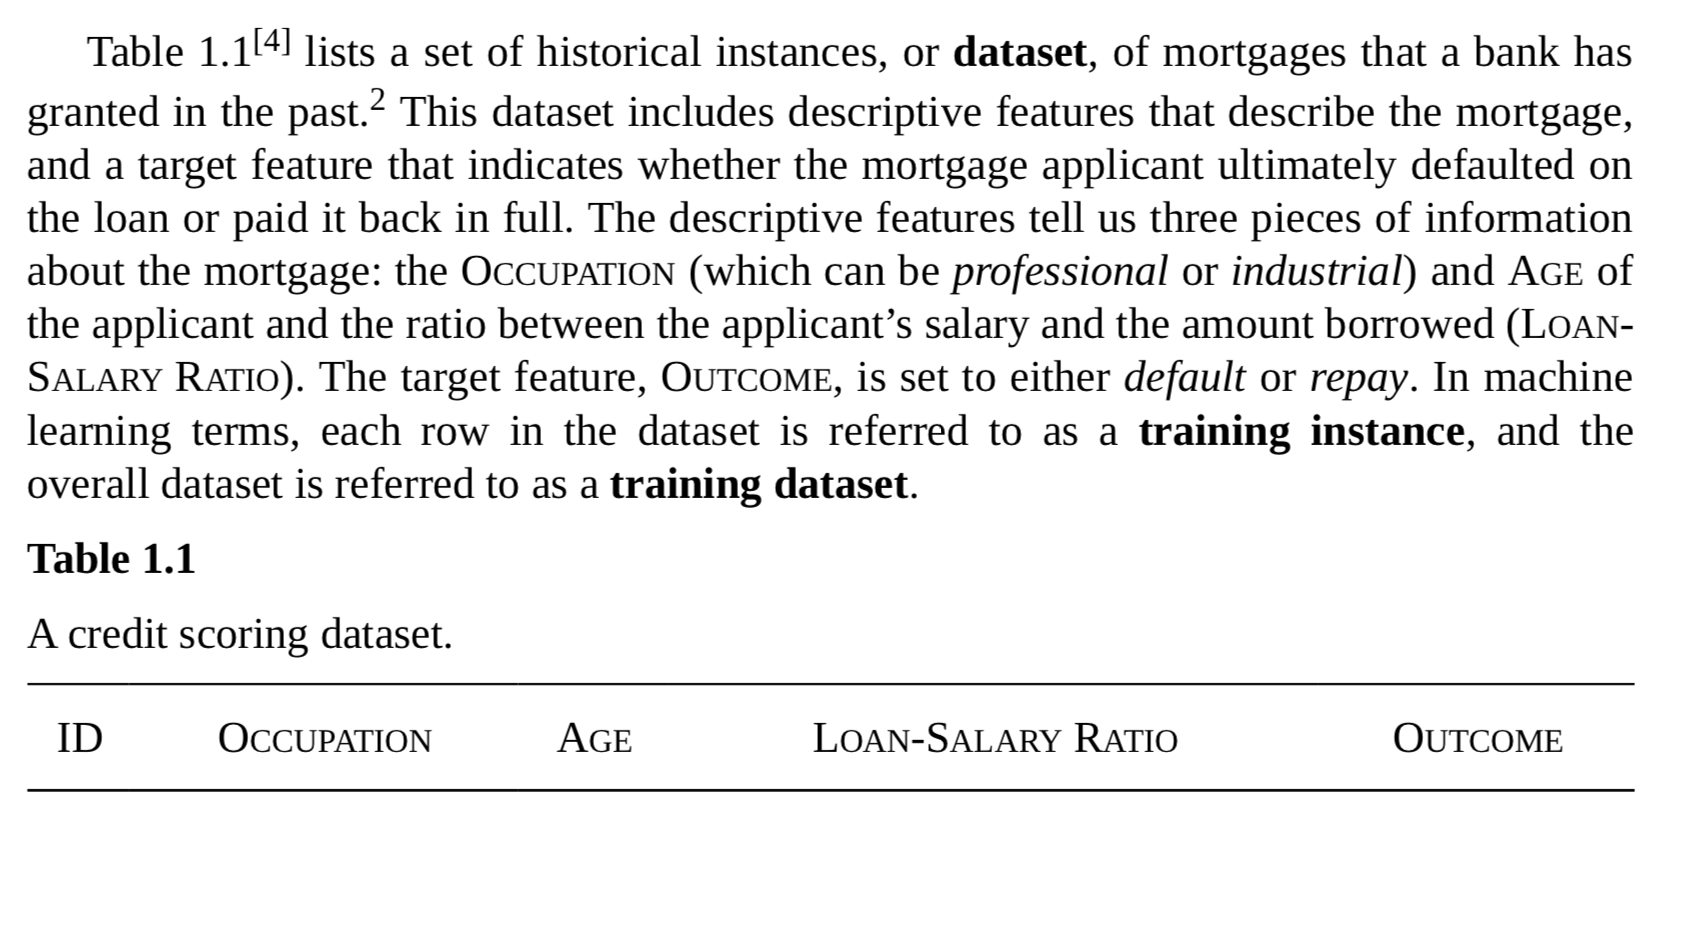 Table 1.1[4] lists a set of historical instances, or dataset, of mortgages that a bank has
granted in the past.2 This dataset includes descriptive features that describe the mortgage,
and a target feature that indicates whether the mortgage applicant ultimately defaulted on
the loan or paid it back in full. The descriptive features tell us three pieces of information
about the mortgage: the OCCUPATION (which can be professional or industrial) and AGE of
the applicant and the ratio between the applicant’s salary and the amount borrowed (LOAN-
SALARY RATIO). The target feature, OUTCOME, is set to either default or repay. In machine
learning terms, each row in the dataset is referred to as a training instance, and the
overall dataset is referred to as a training dataset.
Table 1.1
A credit scoring dataset.
ID OCCUPATION AGE LOAN-SALARY RATIO OUTCOME